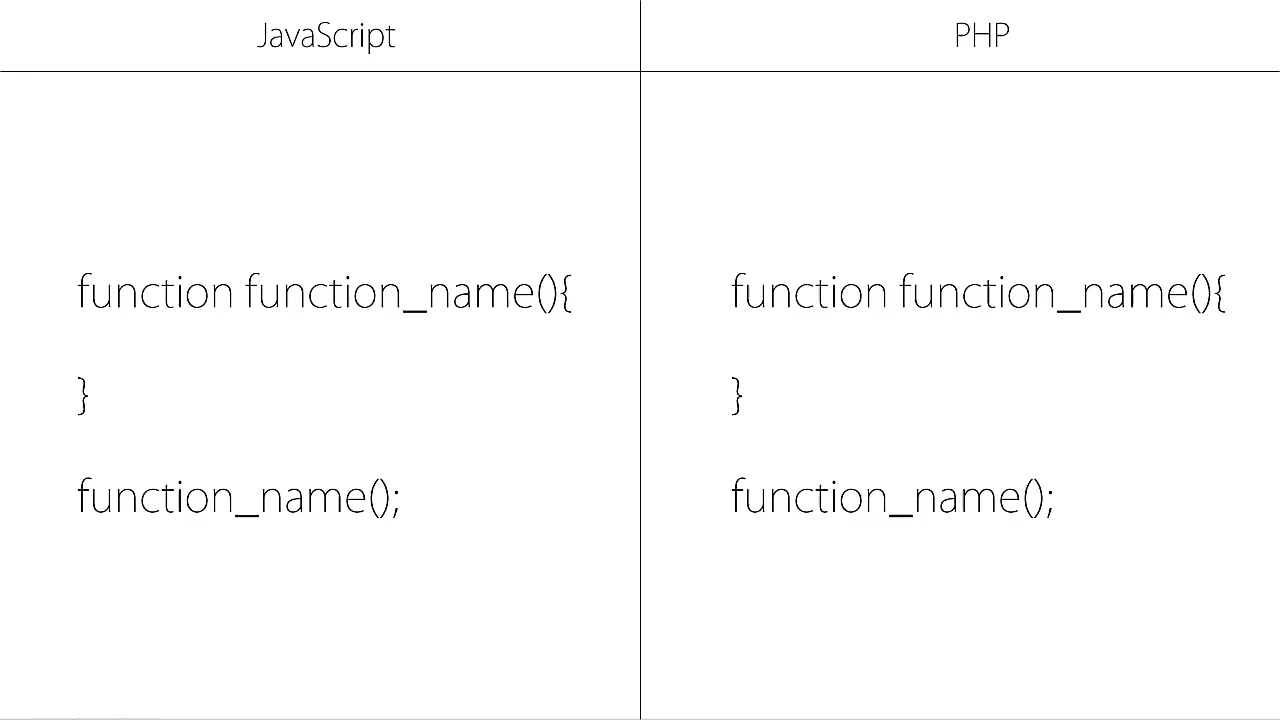 JavaScript
PHP
function function_name(){
}
function_name();
function function_name(){
}
function_name();